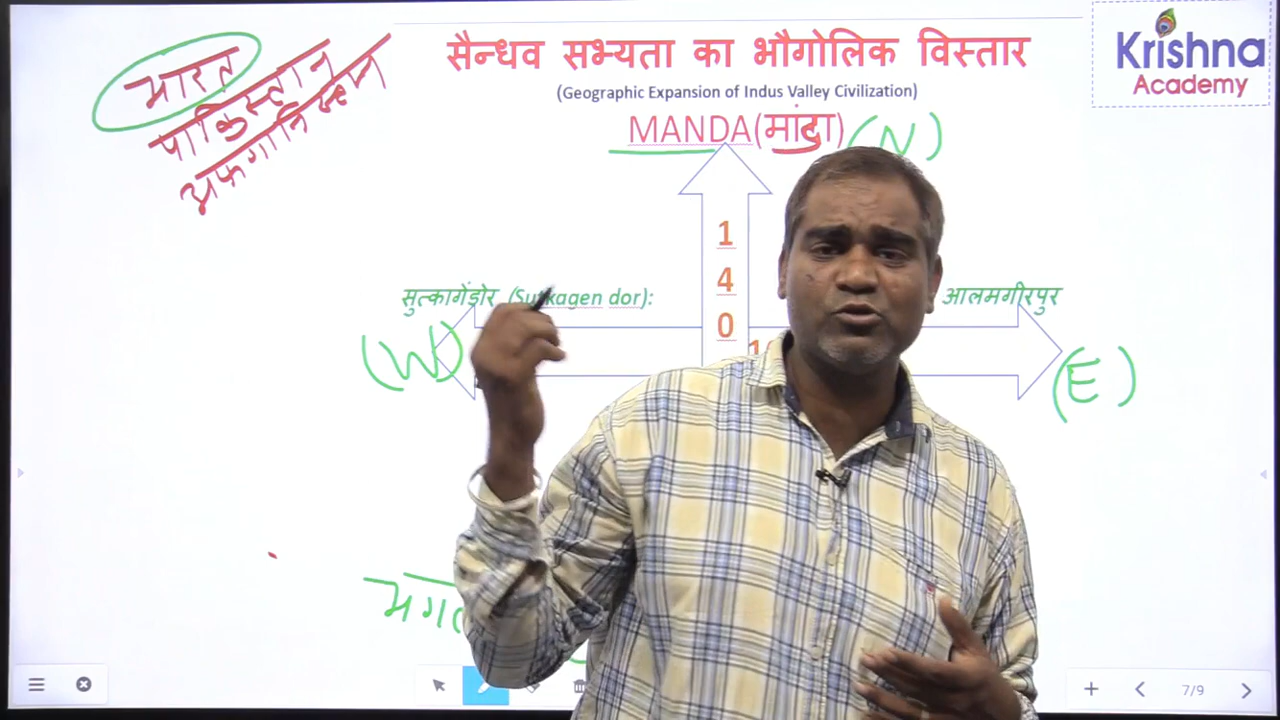 भारत
पाकिस्तान
अफगानिस्तान
सैन्धव सभ्यता का भौगोलिक विस्तार
(Geographic Expansion of Indus Valley Civilization)
MANDA(मांडा) (N)
Krishna
Academy
1
4
0
सुत्कागेंडोर (Sutkagen dor):
आलमगीरपुर
(W)
(E)
7/9